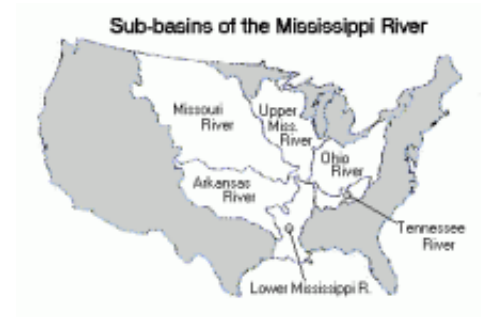 Sub-basins of the Mississippi River
Missouri
River
Upper
Miss.
River
Ohio
River
Arkansas
River
Tennessee
River
Lower Mississippi R.